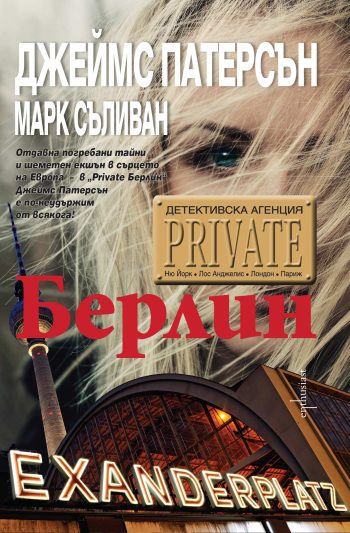 ДЖЕЙМС ПАТЕРСЪН
МАРК СЪЛИВАН
Отдавна погребани тайни
и шеметен екшън в сърцето
на Европа – в „Private Берлин“
Джеймс Патерсън
е по-неудържим
от всякога!
ДЕТЕКТИВСКА АГЕНЦИЯ
PRIVATE
Ню Йорк • Лос Анджелис • Лондон • Париж
Берлин
enthusiast
EXANDERPLATZ